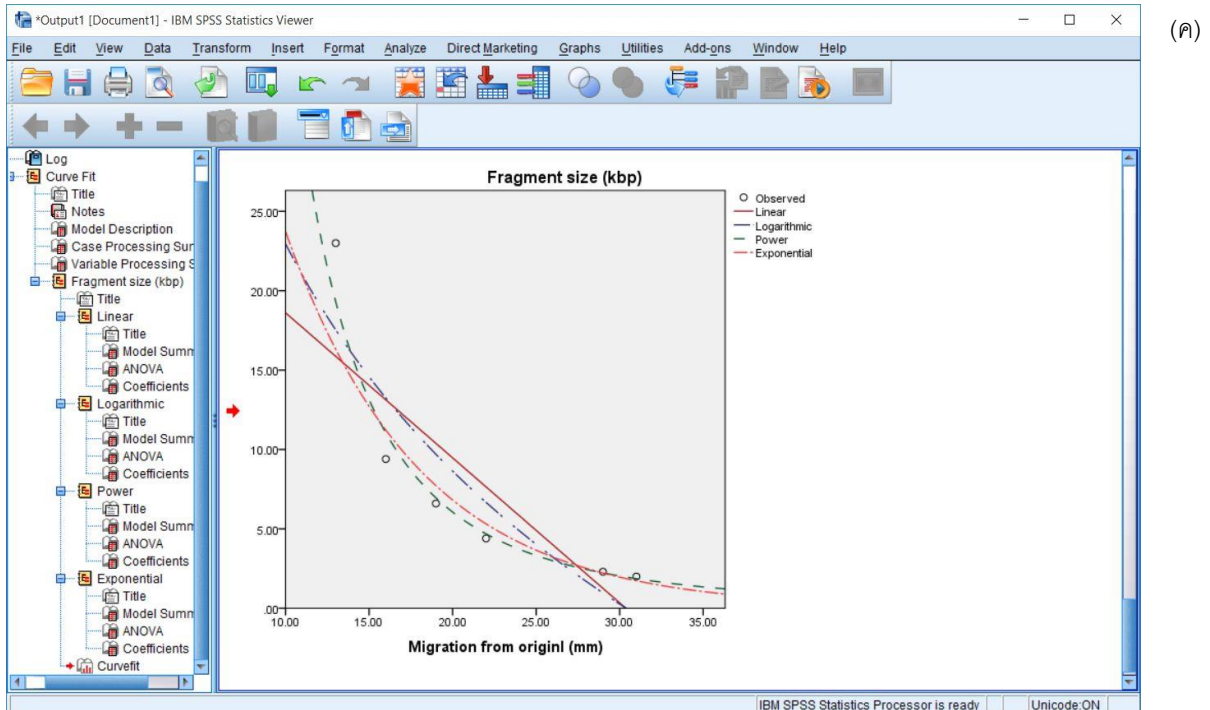 *Output1 [Document1] - IBM SPSS Statistics Viewer
(ค)
File Edit View Data Transform Insert Format Analyze Direct Marketing Graphs Utilities Add-ons Window Help
Log
Curve Fit
Title
Notes
Model Description
Case Processing Sur
Variable Processing S
Fragment size (kbp)
Title
Linear
Title
Model Summ
ANOVA
Coefficients
Logarithmic
Title
Model Summ
ANOVA
Coefficients
Power
Title
Model Summ
ANOVA
Coefficients
Exponential
Title
Model Summ
ANOVA
Coefficients
Curvefit
Fragment size (kbp)
25.00
20.00
15.00
10.00
5.00
.00
10.00 15.00 20.00 25.00 30.00 35.00
Migration from originl (mm)
Observed
Linear
Logarithmic
Power
Exponential
IBM SPSS Statistics Processor is ready Unicode:ON